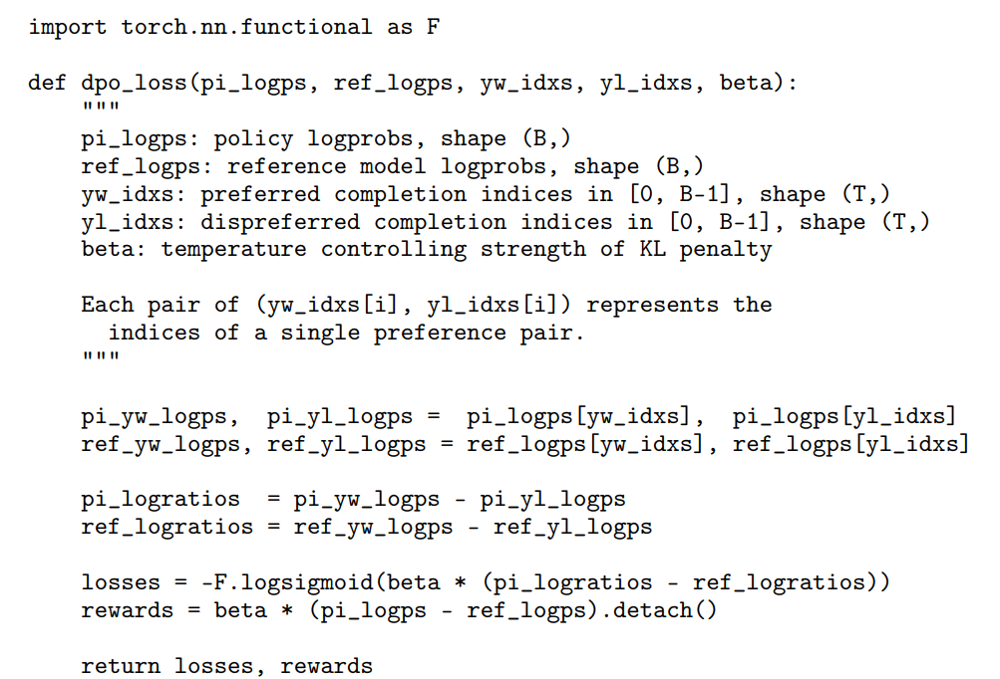 import torch.nn.functional as F

def dpo_loss(pi_logps, ref_logps, yw_idxs, yl_idxs, beta):
    """
    pi_logps: policy logprobs, shape (B,)
    ref_logps: reference model logprobs, shape (B,)
    yw_idxs: preferred completion indices in [0, B-1], shape (T,)
    yl_idxs: dispreferred completion indices in [0, B-1], shape (T,)
    beta: temperature controlling strength of KL penalty

    Each pair of (yw_idxs[i], yl_idxs[i]) represents the
      indices of a single preference pair.
    """

    pi_yw_logps,  pi_yl_logps =  pi_logps[yw_idxs],  pi_logps[yl_idxs]
    ref_yw_logps, ref_yl_logps = ref_logps[yw_idxs], ref_logps[yl_idxs]

    pi_logratios  = pi_yw_logps - pi_yl_logps
    ref_logratios = ref_yw_logps - ref_yl_logps

    losses = -F.logsigmoid(beta * (pi_logratios - ref_logratios))
    rewards = beta * (pi_logps - ref_logps).detach()

    return losses, rewards